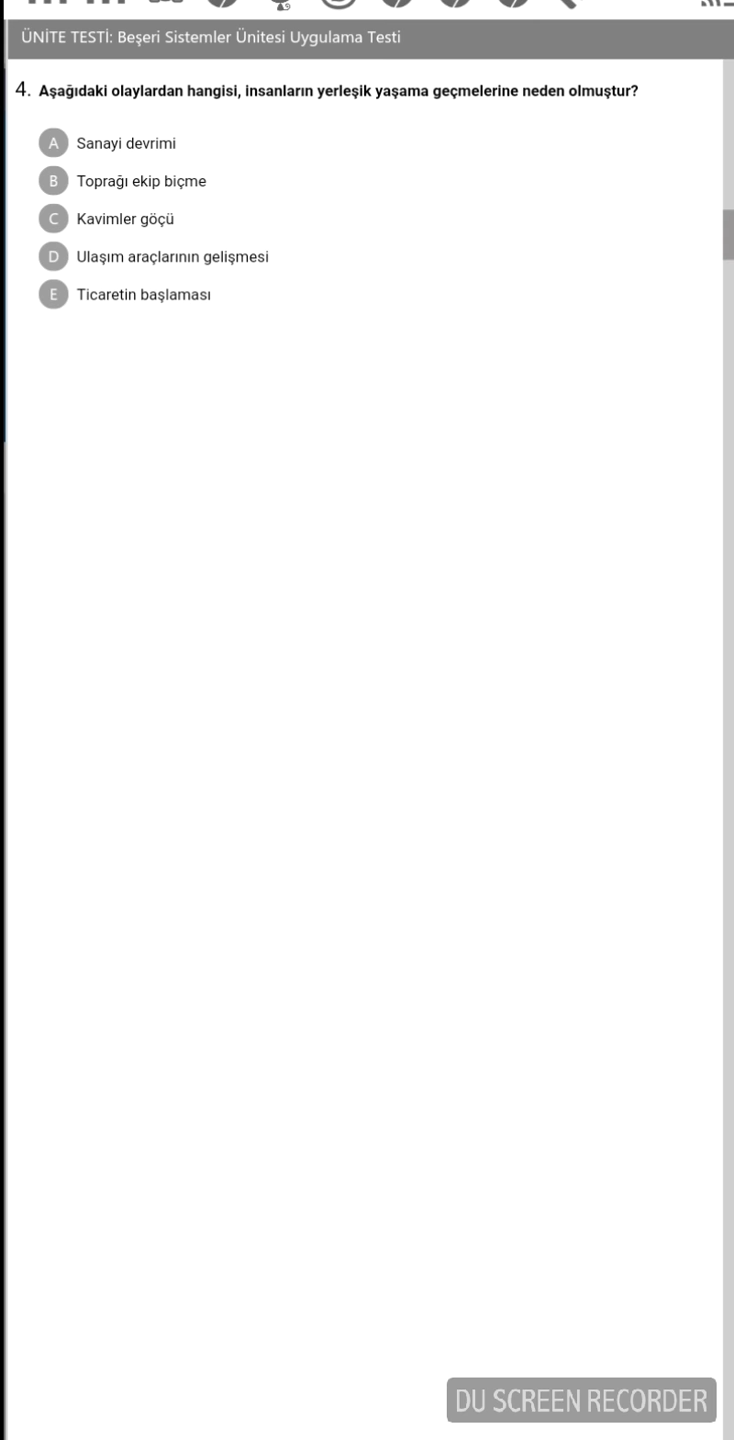 ÜNİTE TESTİ: Beşeri Sistemler Ünitesi Uygulama Testi
4. Aşağıdaki olaylardan hangisi, insanların yerleşik yaşama geçmelerine neden olmuştur?
A Sanayi devrimi
B Toprağı ekip biçme
C Kavimler göçü
D Ulaşım araçlarının gelişmesi
E Ticaretin başlaması
DU SCREEN RECORDER